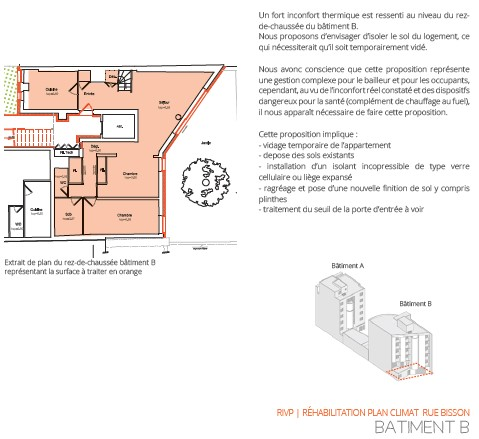 Un fort inconfort thermique est ressenti au niveau du rez-
de-chaussée du bâtiment B.
Nous proposons d'envisager d'isoler le sol du logement, ce
qui nécessiterait qu'il soit temporairement vidé.
Nous avons conscience que cette proposition représente
une gestion complexe pour le bailleur et pour les occupants,
cependant, au vu de l'inconfort réel constaté et des dispositifs
dangereux pour la santé (complément de chauffage au fuel),
il nous apparaît nécessaire de faire cette proposition.
Cette proposition implique :
- vidage temporaire de l'appartement
- depose des sols existants
- installation d'un isolant incompressible de type verre
cellulaire ou liège expansé
- ragréage et pose d'une nouvelle finition de sol y compris
plinthes
- traitement du seuil de la porte d'entrée à voir
Cuisine
Entrée
Séjour
Chambre
WC
SdB
Chambre
Extrait de plan du rez-de-chaussée bâtiment B
représentant la surface à traiter en orange
Bâtiment A
Bâtiment B
RIVP | RÉHABILITATION PLAN CLIMAT RUE BISSON
BATIMENT B